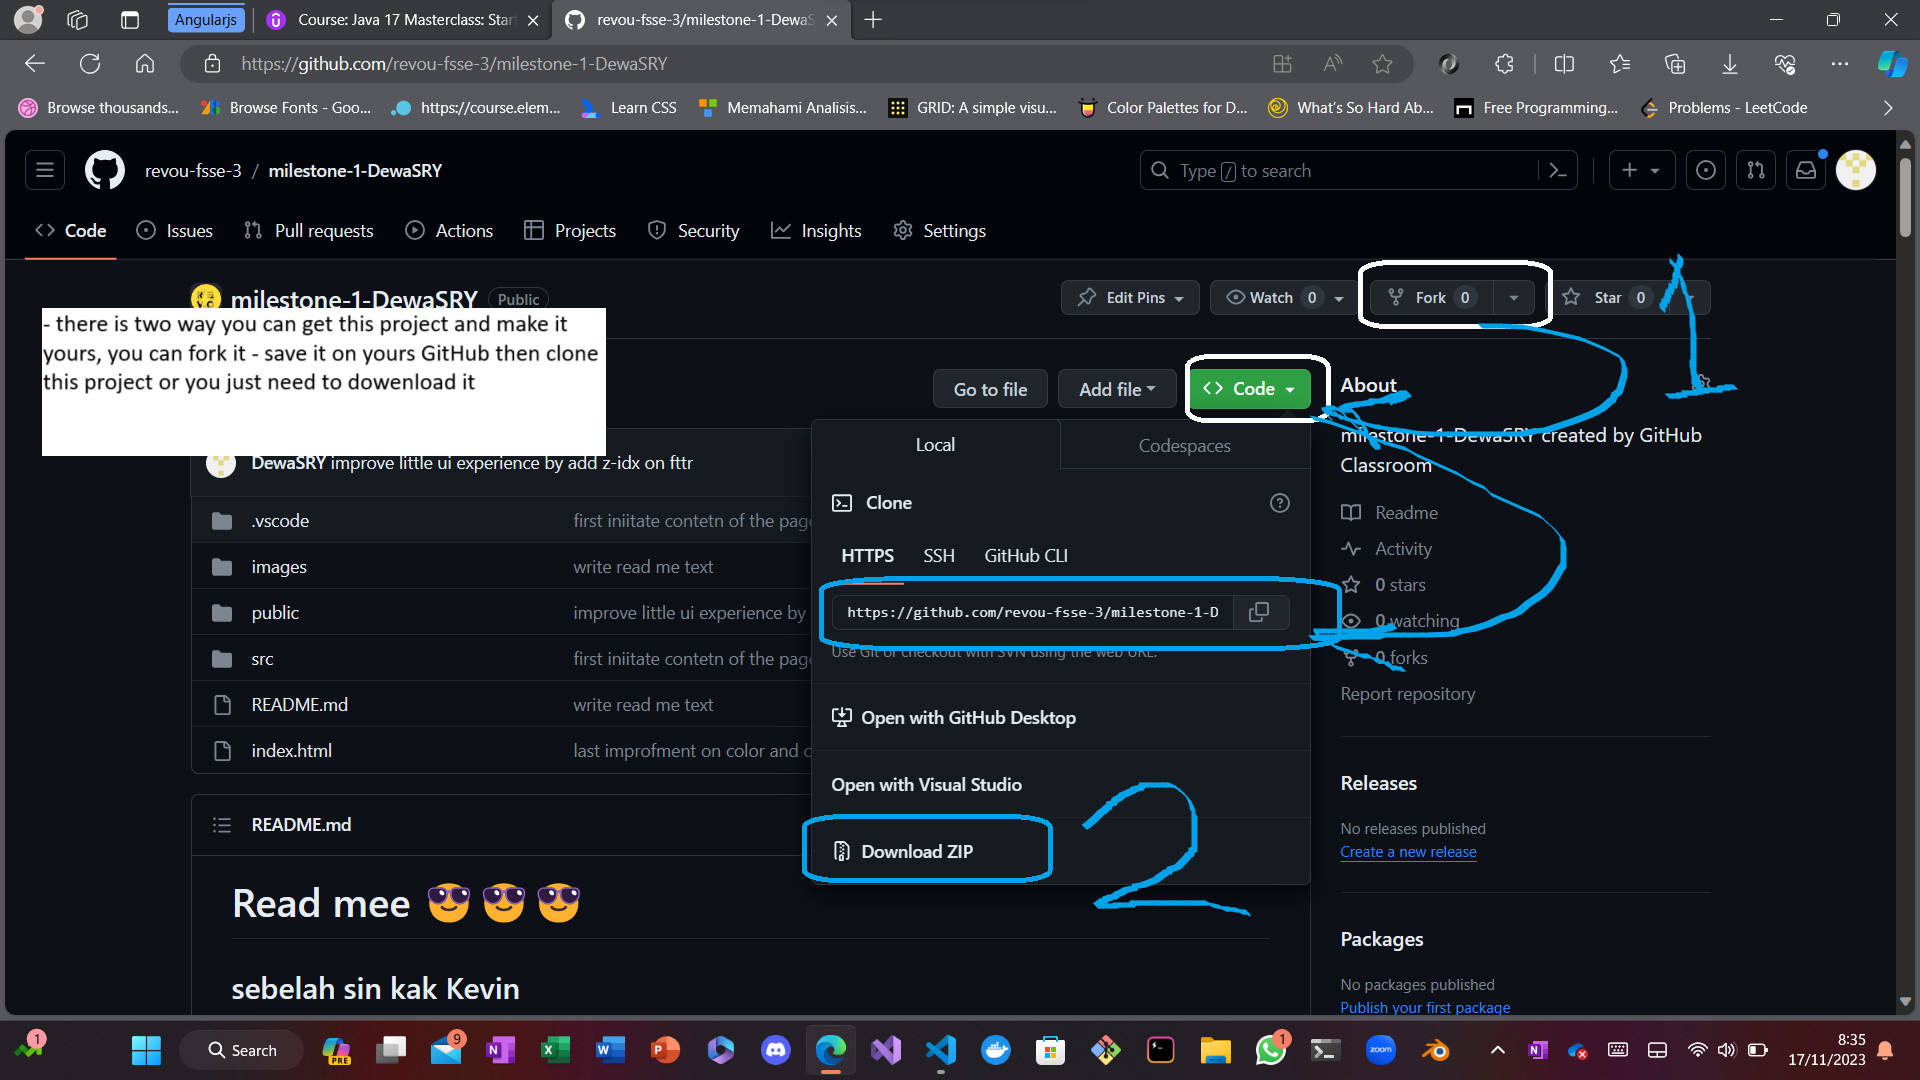 Angularjs
Course: Java 17 Masterclass: Star
revou-fsse-3/milestone-1-DewaS
https://github.com/revou-fsse-3/milestone-1-DewaSRY
Browse thousands...
Browse Fonts - Goo...
https://course.elem...
Learn CSS
Memahami Analisis...
GRID: A simple visu...
Color Palettes for D...
What's So Hard Ab...
Free Programming...
Problems - LeetCode
revou-fsse-3 / milestone-1-DewaSRY
Type / to search
Code
Issues
Pull requests
Actions
Projects
Security
Insights
Settings
milestone-1-DewaSRY
Public
Edit Pins
Watch 0
Fork 0
Star 0
1
- there is two way you can get this project and make it
yours, you can fork it - save it on yours GitHub then clone
this project or you just need to dowenload it
Go to file
Add file
Code
About
milestone-1-DewaSRY created by GitHub
Classroom
Readme
Activity
0 stars
0 watching
0 forks
Report repository
Local
Codespaces
Clone
HTTPS
SSH
GitHub CLI
https://github.com/revou-fsse-3/milestone-1-D
Use Git or checkout with SVN using the web URL.
Open with GitHub Desktop
Open with Visual Studio
Download ZIP
2
DewaSRY improve little ui experience by add z-idx on fttr
.vscode
first iniitate contetn of the page
images
write read me text
public
improve little ui experience by
src
first iniitate contetn of the page
README.md
write read me text
index.html
last improfment on color and
README.md
Read mee 😎 😎 😎
sebelah sin kak Kevin
Releases
No releases published
Create a new release
Packages
No packages published
Publish your first package
1
Search
PRE
9
zoom
1
8:35
17/11/2023